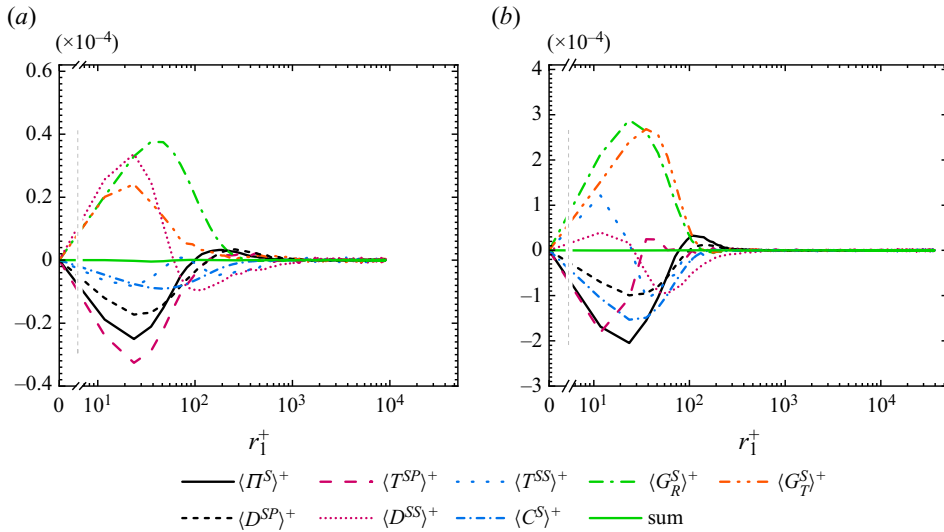 (a) (b)
(×10⁻⁴) (×10⁻⁴)
0.6 4
0.4 3
0.2 2
0 1
−0.2 0
−0.4 −1
−2
−3
0 10¹ 10² 10³ 10⁴ 0 10¹ 10² 10³ 10⁴
r₁⁺ r₁⁺
⟨Π^S⟩⁺ ⟨T^SP⟩⁺ ⟨T^SS⟩⁺ ⟨G_R^S⟩⁺ ⟨G_T^S⟩⁺
⟨D^SP⟩⁺ ⟨D^SS⟩⁺ ⟨C^S⟩⁺ sum